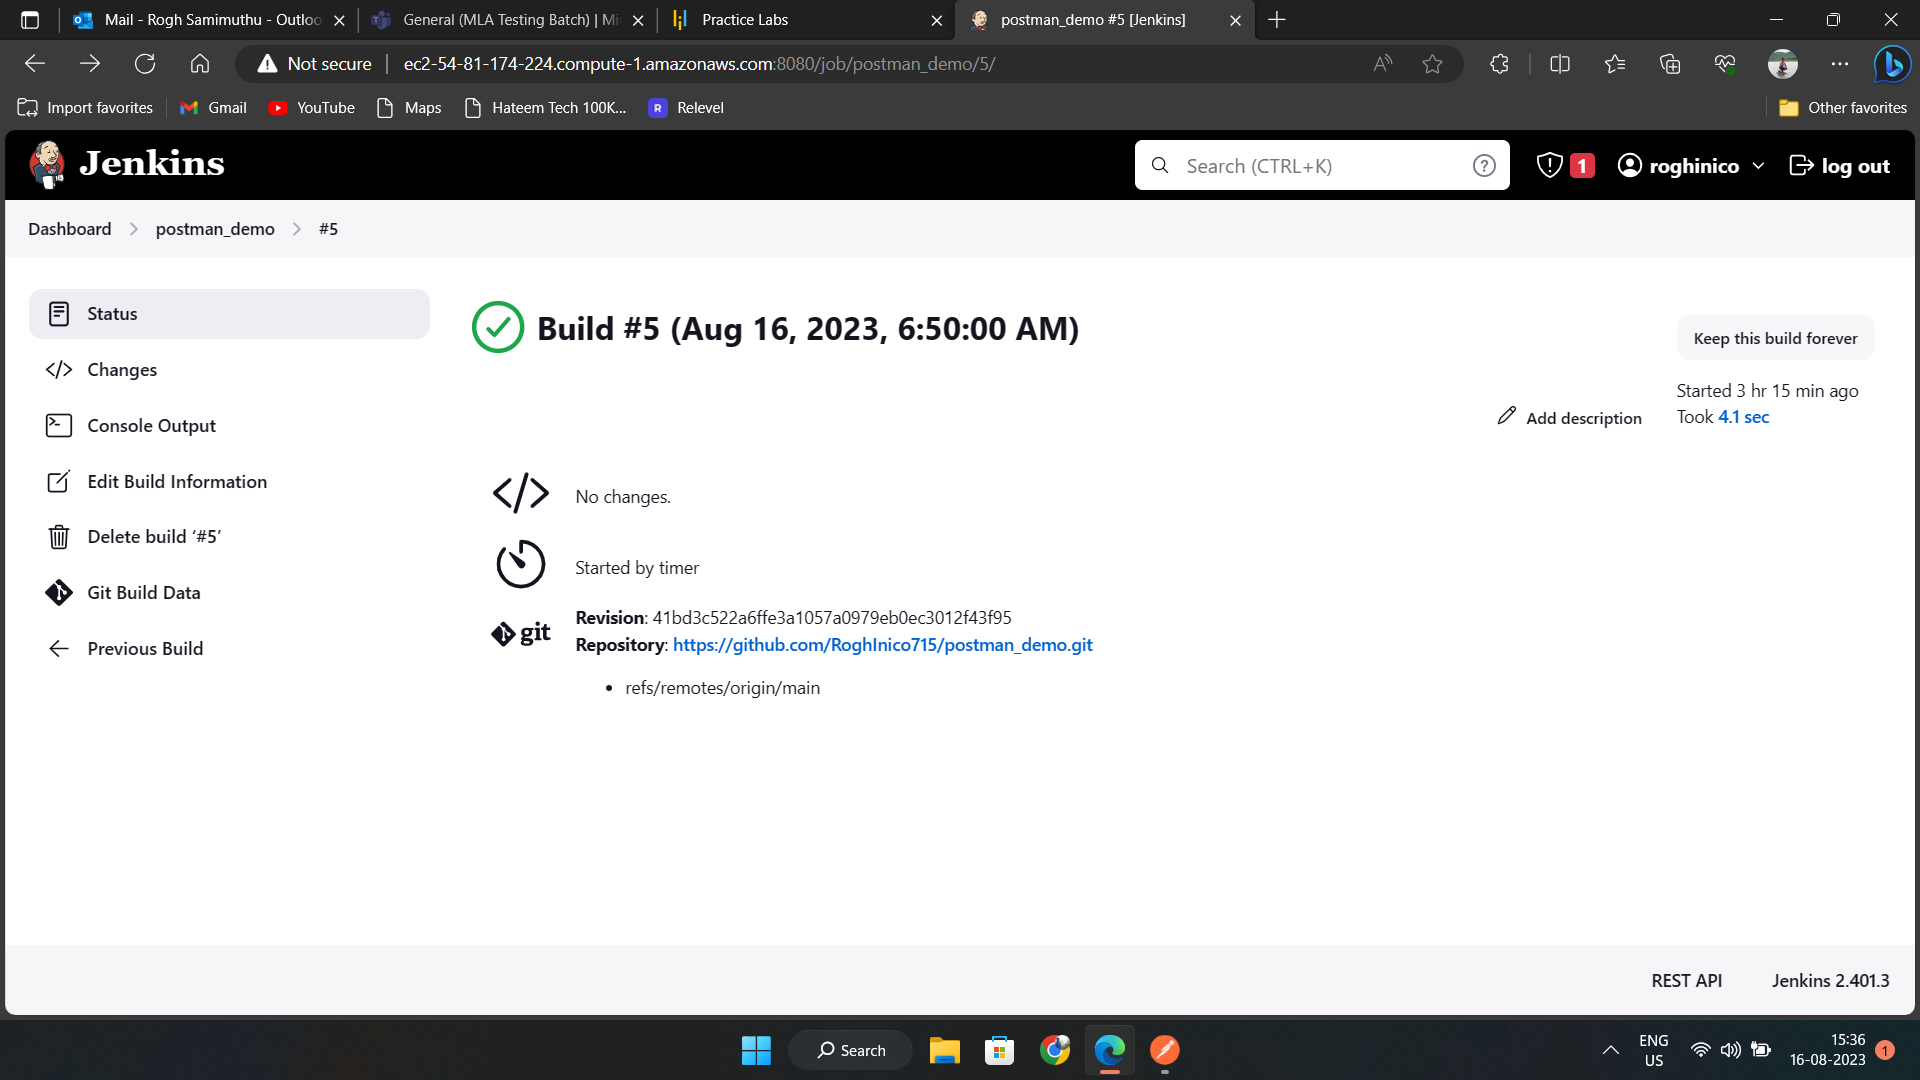 Mail - Rogh Samimuthu - Outloo
General (MLA Testing Batch) | Mi
Practice Labs
postman_demo #5 [Jenkins]
Not secure
ec2-54-81-174-224.compute-1.amazonaws.com:8080/job/postman_demo/5/
Import favorites
Gmail
YouTube
Maps
Hateem Tech 100K...
R Relevel
Other favorites
Jenkins
Search (CTRL+K)
1
roghinico
log out
Dashboard
postman_demo
#5
Status
Changes
Console Output
Edit Build Information
Delete build ‘#5’
Git Build Data
Previous Build
Build #5 (Aug 16, 2023, 6:50:00 AM)
Keep this build forever
Started 3 hr 15 min ago
Took 4.1 sec
Add description
No changes.
Started by timer
git
Revision: 41bd3c522a6ffe3a1057a0979eb0ec3012f43f95
Repository: https://github.com/RoghInico715/postman_demo.git
• refs/remotes/origin/main
REST API
Jenkins 2.401.3
Search
ENG
US
15:36
16-08-2023
1